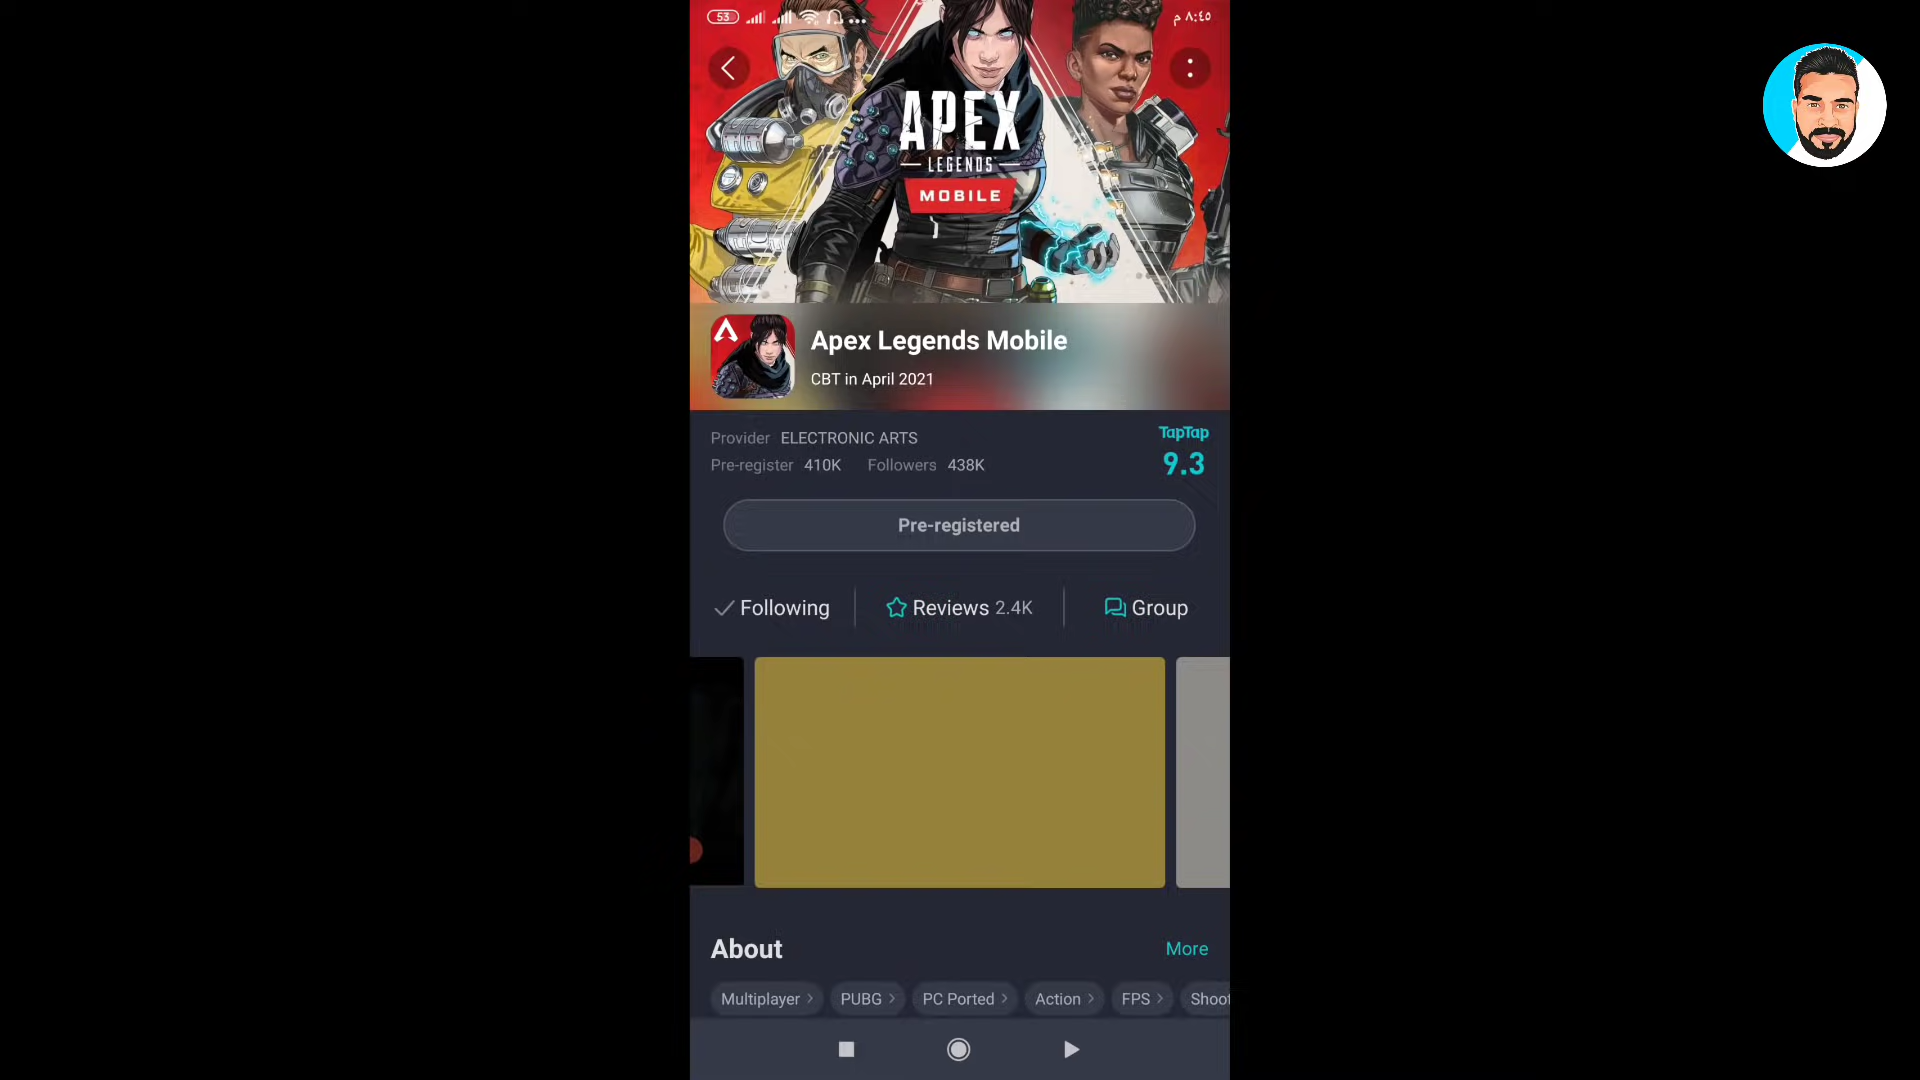 53
٨:٤٥ م
APEX
LEGENDS
MOBILE
Apex Legends Mobile
CBT in April 2021
Provider ELECTRONIC ARTS
TapTap
Pre-register 410K Followers 438K
9.3
Pre-registered
Following
Reviews 2.4K
Group
About
More
Multiplayer
PUBG
PC Ported
Action
FPS
Shoot